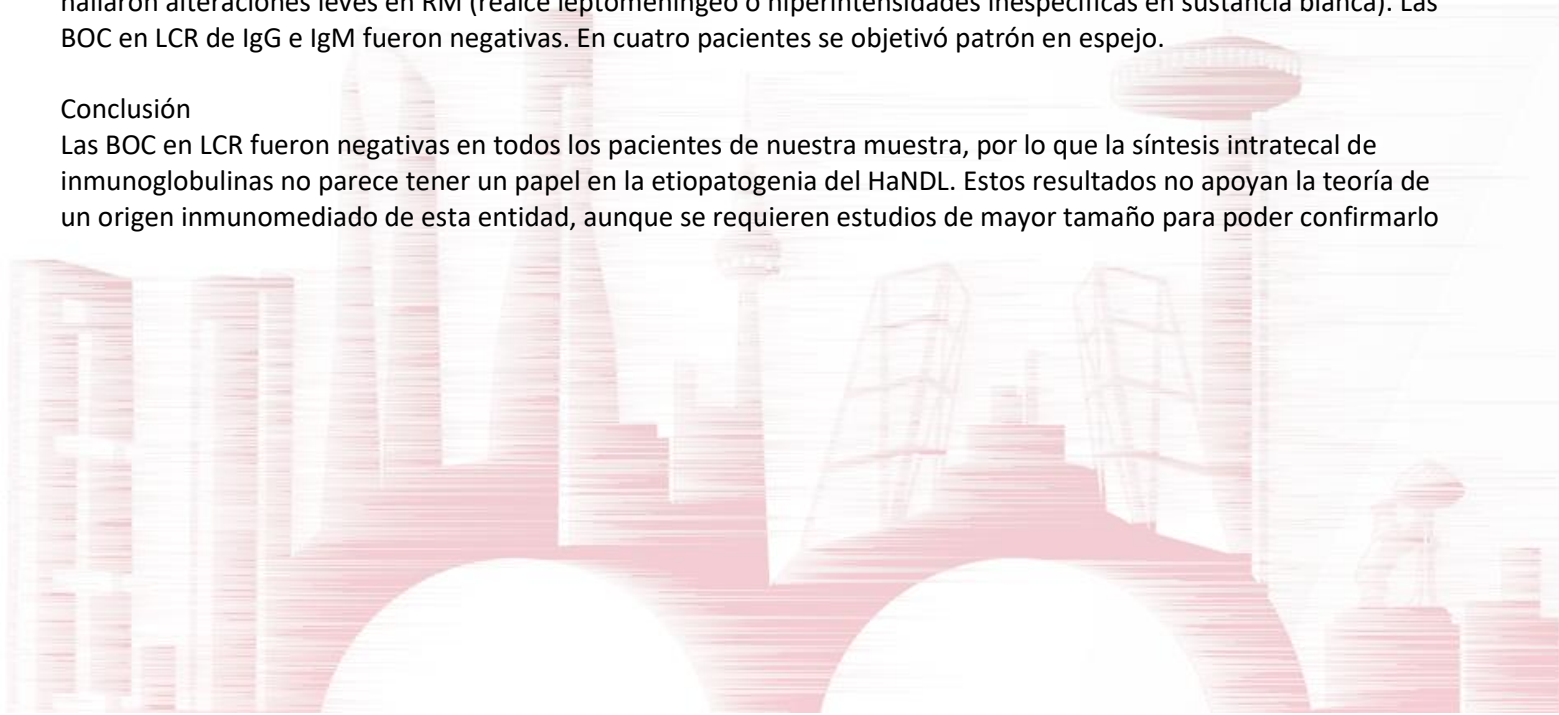 hallaron alteraciones leves en RM (realce leptomeníngeo o hiperintensidades inespecíficas en sustancia blanca). Las
BOC en LCR de IgG e IgM fueron negativas. En cuatro pacientes se objetivó patrón en espejo.
Conclusión
Las BOC en LCR fueron negativas en todos los pacientes de nuestra muestra, por lo que la síntesis intratecal de
inmunoglobulinas no parece tener un papel en la etiopatogenia del HaNDL. Estos resultados no apoyan la teoría de
un origen inmunomediado de esta entidad, aunque se requieren estudios de mayor tamaño para poder confirmarlo